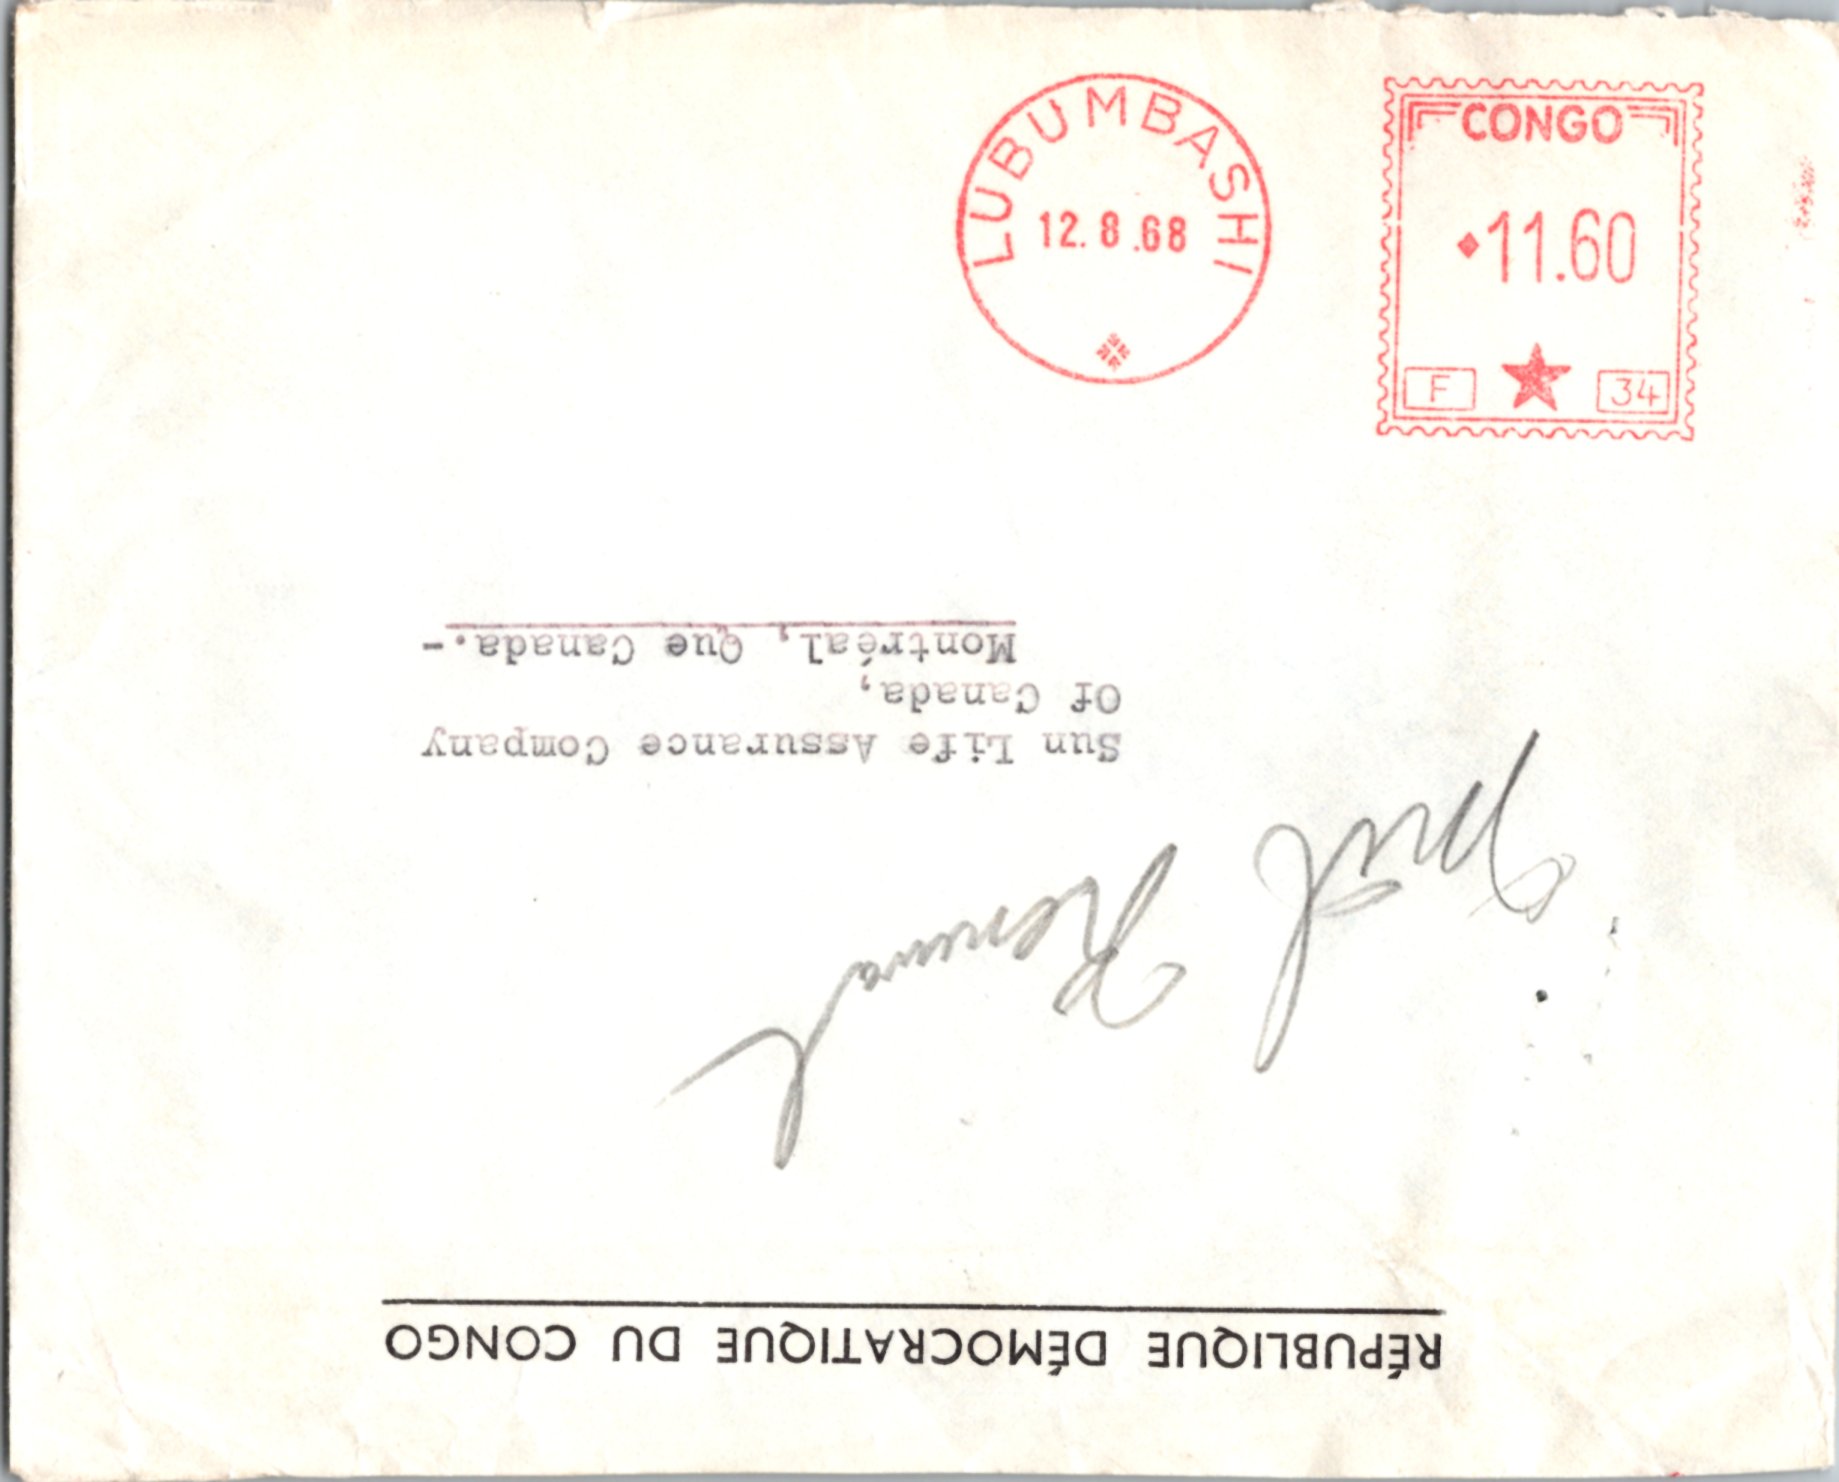 LUBUMBASHI
12.8.68
CONGO
11.60
F 34
RÉPUBLIQUE DÉMOCRATIQUE DU CONGO
Sun Life Assurance Company
Of Canada,
Montréal, Que Canada.-